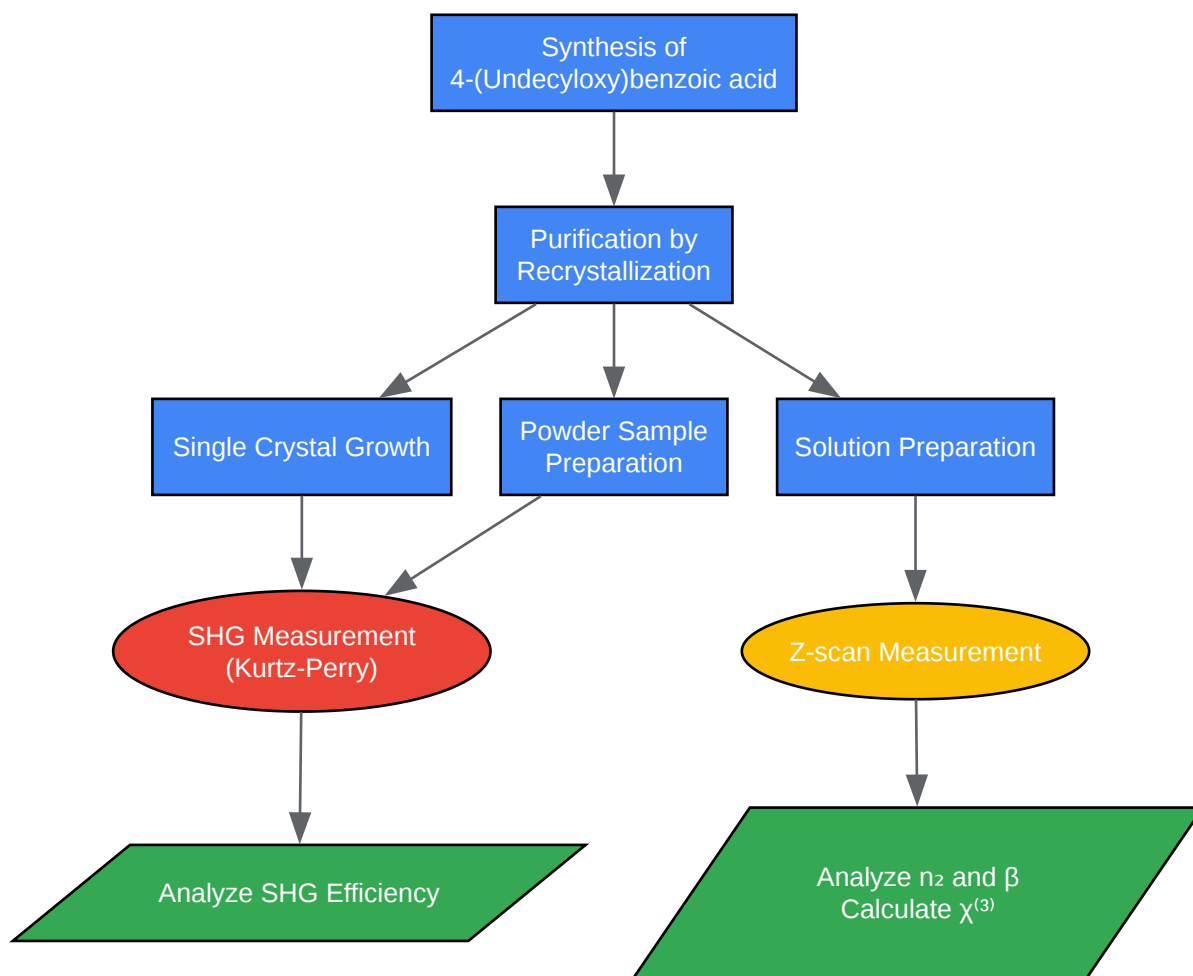 Synthesis of
4-(Undecyloxy)benzoic acid
Purification by
Recrystallization
Single Crystal Growth
Powder Sample
Preparation
Solution Preparation
SHG Measurement
(Kurtz-Perry)
Z-scan Measurement
Analyze SHG Efficiency
Analyze n₂ and β
Calculate χ⁽³⁾